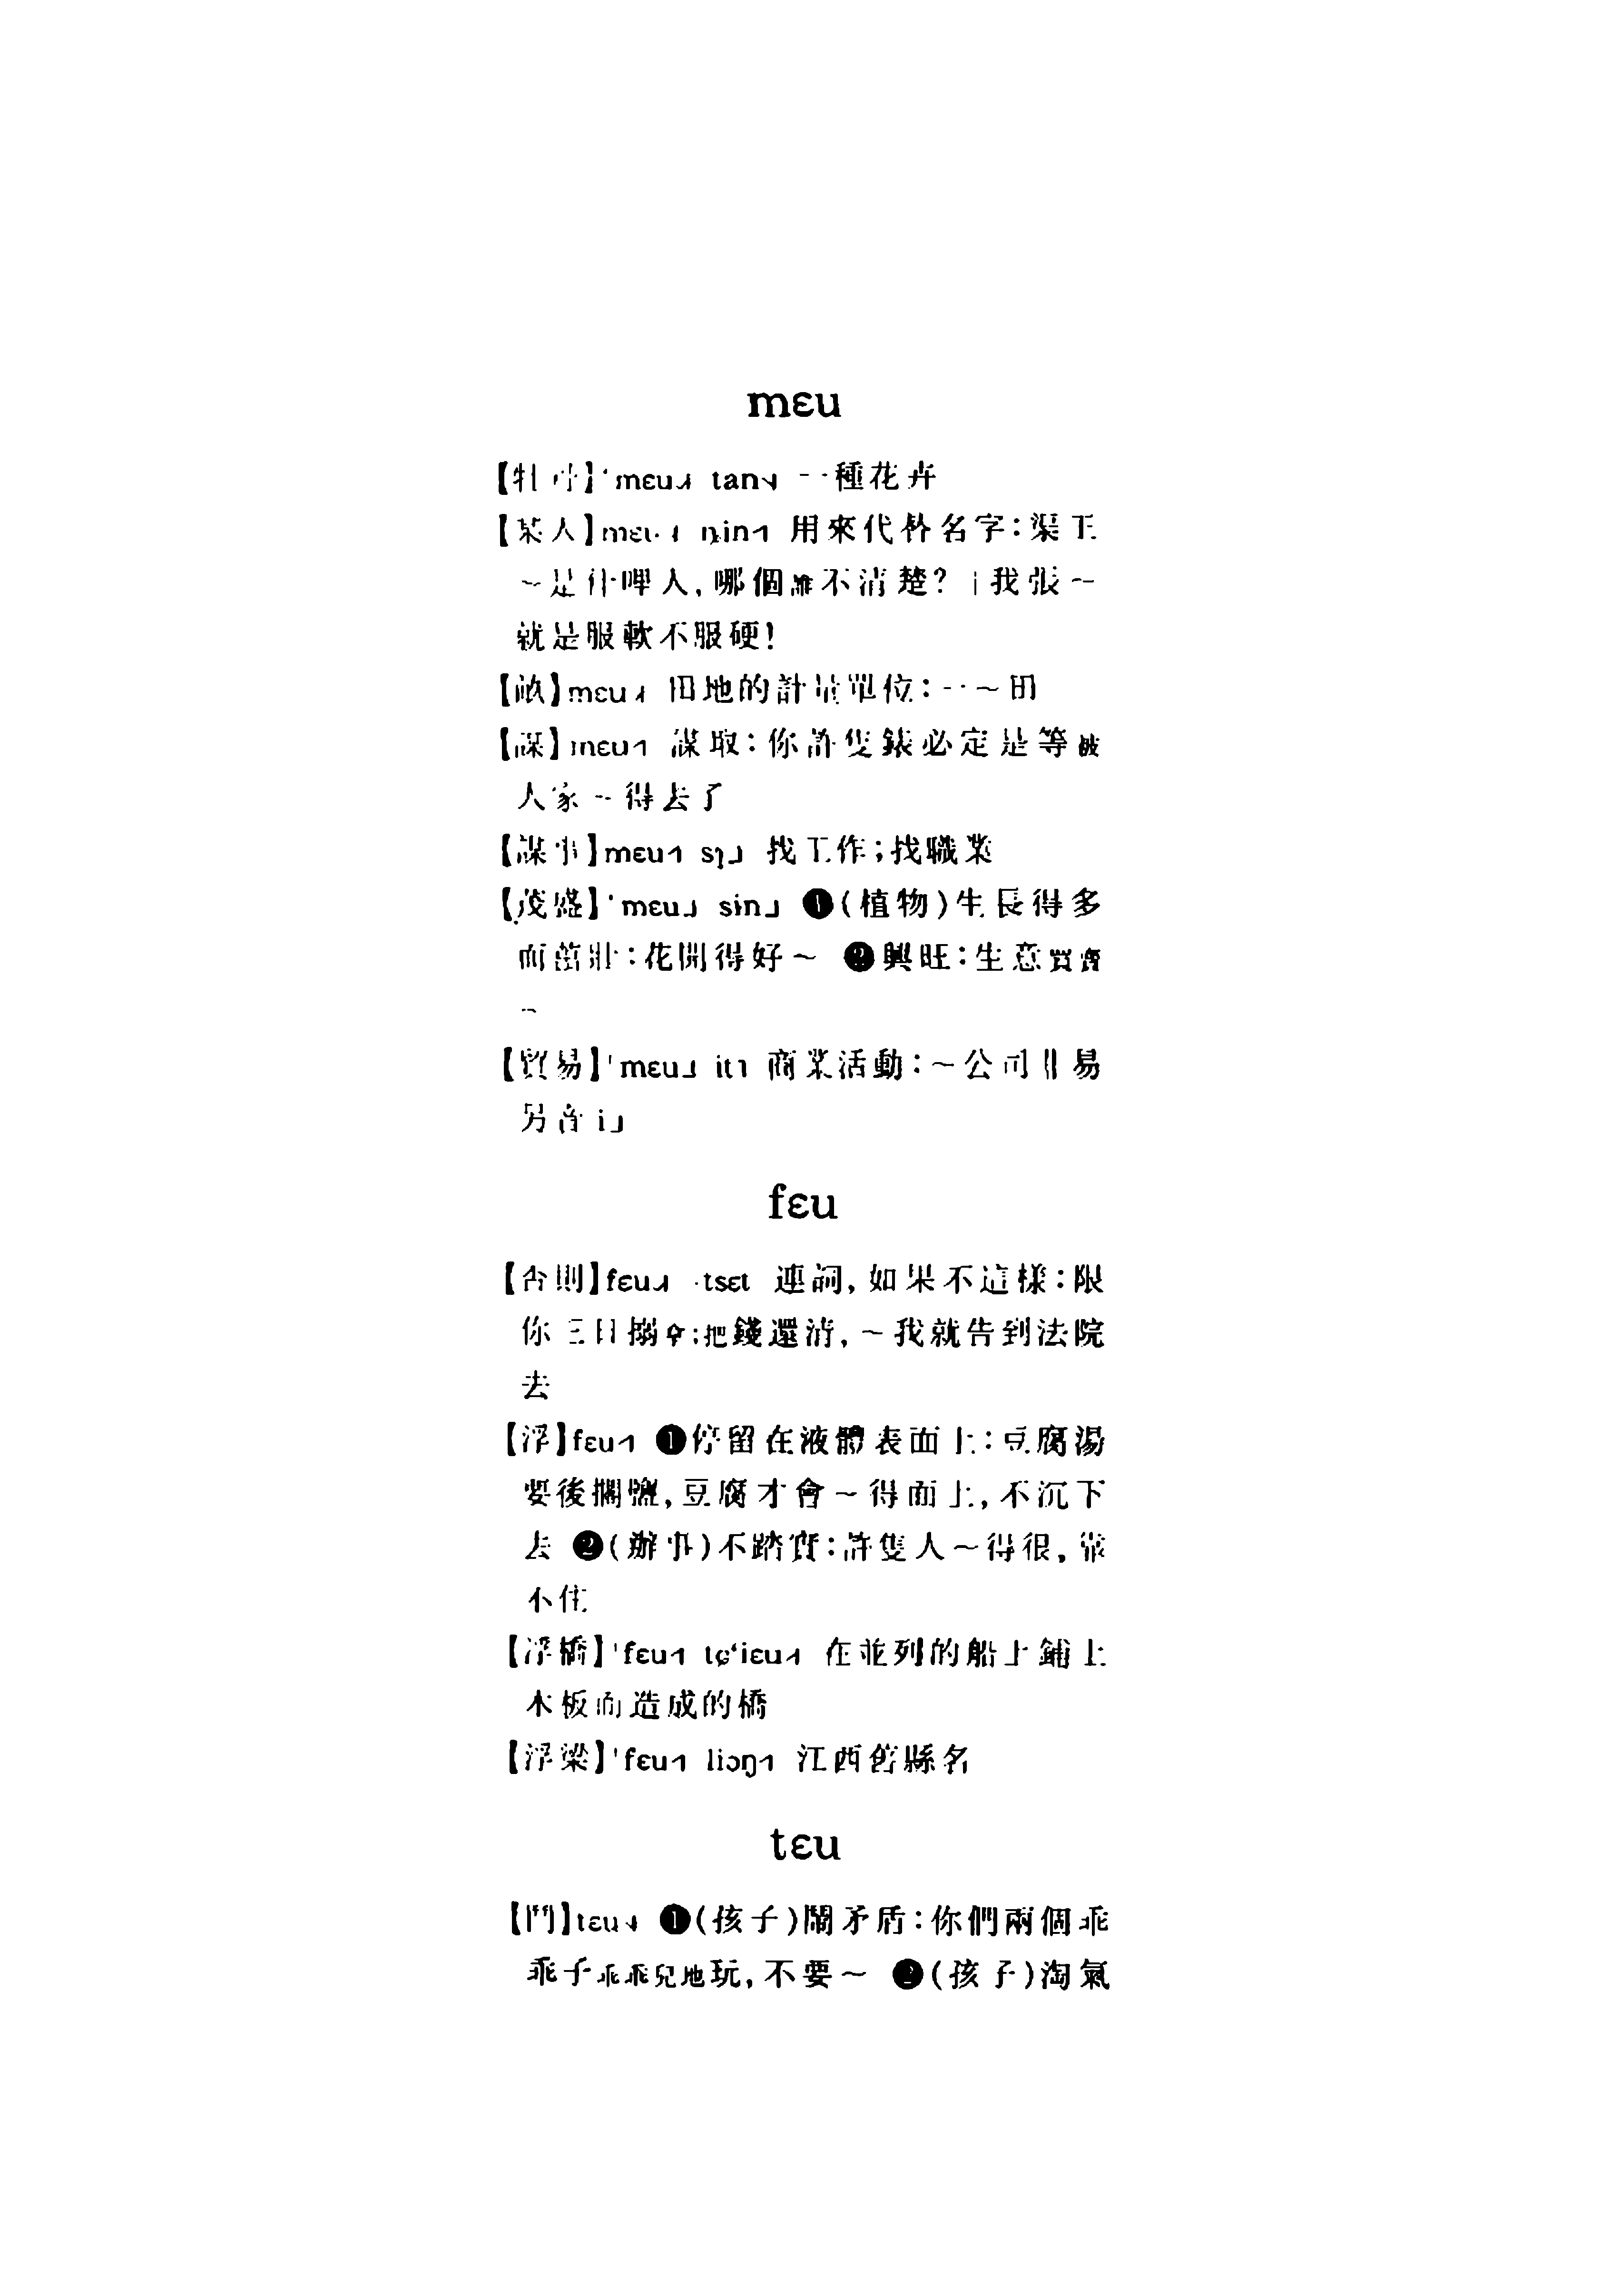 mɛu
【牡丹】ˈmɛu˨˩˧ tan˦˨ 一種花卉
【某人】mɛu nin 用來代替名字：渠王
～是什哩人，哪個誰不清楚？｜我張～
就是服軟不服硬！
【畝】mɛu 田地的計量單位：一～田
【謀】mɛu 謀取：你許隻錶必定是等被
人家～得去了
【謀事】mɛu sɿ˩ 找工作；找職業
【茂盛】ˈmɛu˩ sin˩ ❶（植物）生長得多
而茁壯：花開得好～ ❷興旺：生意買賣
～
【貿易】ˈmɛu˩ it 商業活動：～公司‖易
另音 i˩
fɛu
【否則】fɛu tsɛt 連詞，如果不這樣：限
你三日搦把錢還清，～我就告到法院
去
【浮】fɛu ❶停留在液體表面上：豆腐湯
要後擱鹽，豆腐才會～得面上，不沉下
去 ❷（辦事）不踏實：許隻人～得很，靠
不住
【浮橋】ˈfɛu tɕʻiɛu 在並列的船上鋪上
木板而造成的橋
【浮梁】ˈfɛu liɔŋ 江西舊縣名
tɛu
【鬥】tɛu ❶（孩子）鬧矛盾：你們兩個乖
乖子乖乖兒地玩，不要～ ❷（孩子）淘氣